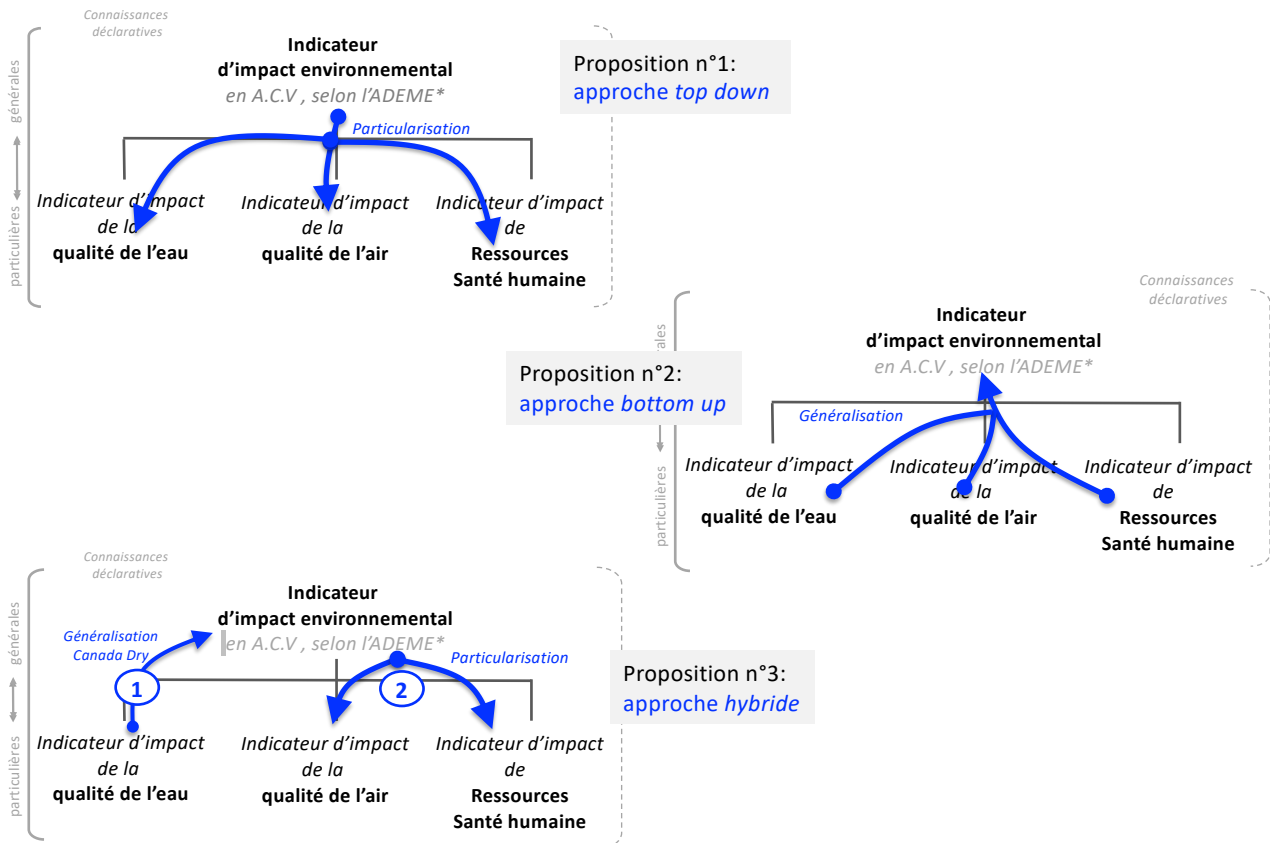 Connaissances
déclaratives
générales
particulières
Indicateur
d'impact environnemental
en A.C.V , selon l'ADEME*
Particularisation
Indicateur d'impact
de la
qualité de l'eau
Indicateur d'impact
de la
qualité de l'air
Indicateur d'impact
de
Ressources
Santé humaine
Proposition n°1:
approche top down
Connaissances
déclaratives
rales
particulières
Indicateur
d'impact environnemental
en A.C.V , selon l'ADEME*
Proposition n°2:
approche bottom up
Généralisation
Indicateur d'impact
de la
qualité de l'eau
Indicateur d'impact
de la
qualité de l'air
Indicateur d'impact
de
Ressources
Santé humaine
Connaissances
déclaratives
générales
particulières
Indicateur
d'impact environnemental
en A.C.V , selon l'ADEME*
Généralisation
Canada Dry
Particularisation
1
2
Indicateur d'impact
de la
qualité de l'eau
Indicateur d'impact
de la
qualité de l'air
Indicateur d'impact
de
Ressources
Santé humaine
Proposition n°3:
approche hybride